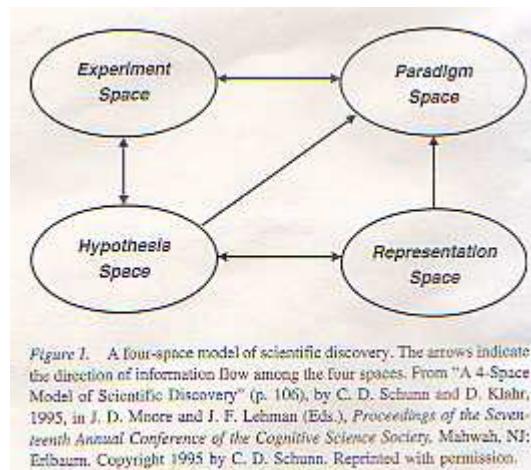 Experiment
Space
Paradigm
Space
Hypothesis
Space
Representation
Space
Figure 1. A four-space model of scientific discovery. The arrows indicate
the direction of information flow among the four spaces. From "A 4-Space
Model of Scientific Discovery" (p. 106), by C. D. Schunn and D. Klahr,
1995, in J. D. Moore and J. F. Lehman (Eds.), Proceedings of the Seven-
teenth Annual Conference of the Cognitive Science Society, Mahwah, NJ:
Erlbaum. Copyright 1995 by C. D. Schunn. Reprinted with permission.